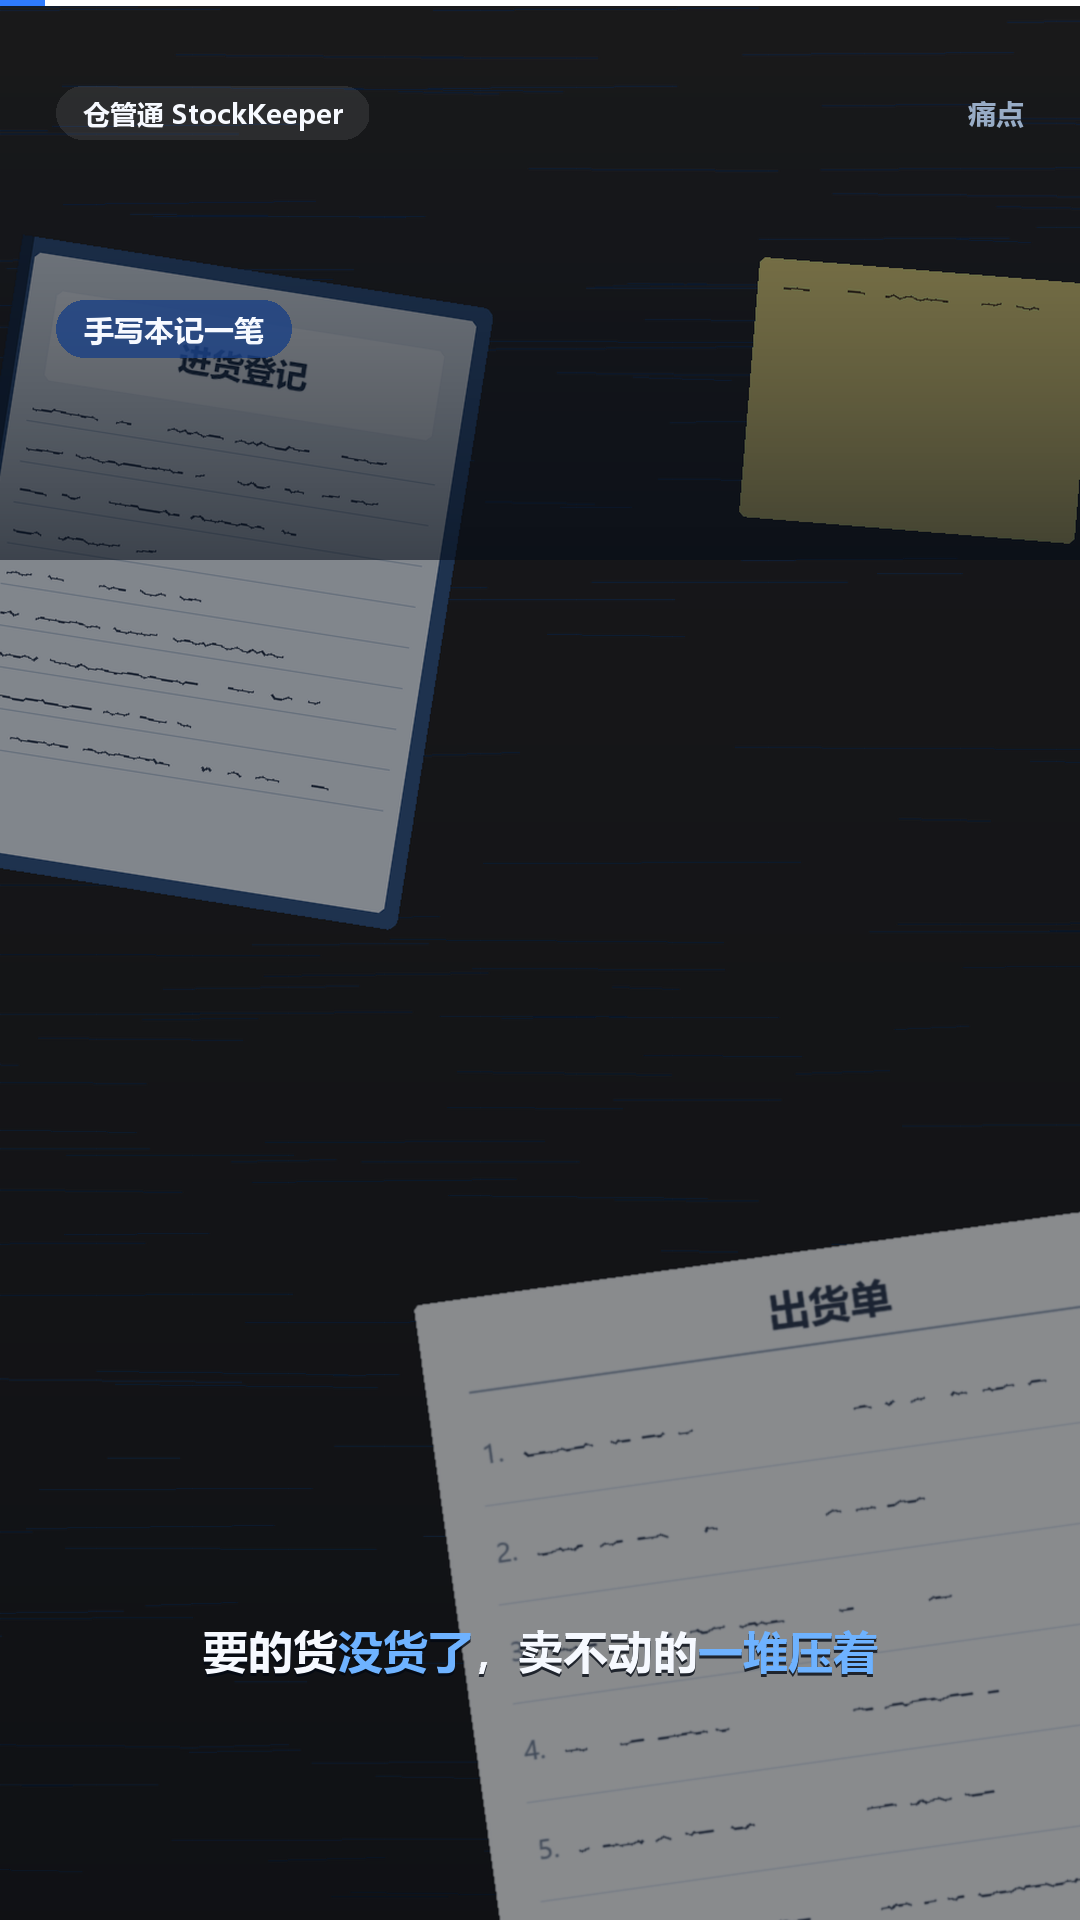 仓管通 StockKeeper
痛点
手写本记一笔
进货登记
出货单
1.
2.
3
要的货没货了，卖不动的一堆压着
4.
5.